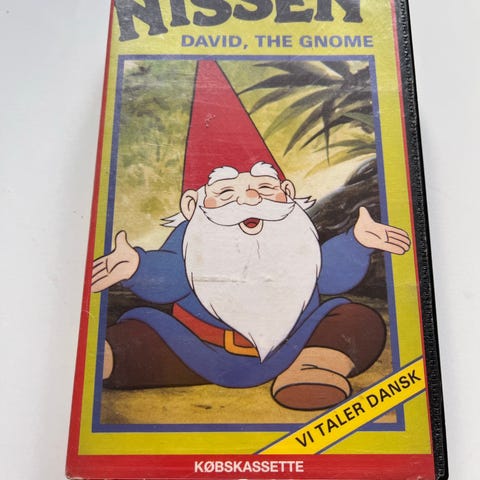 NISSEN
DAVID, THE GNOME
VI TALER DANSK
KØBSKASSETTE